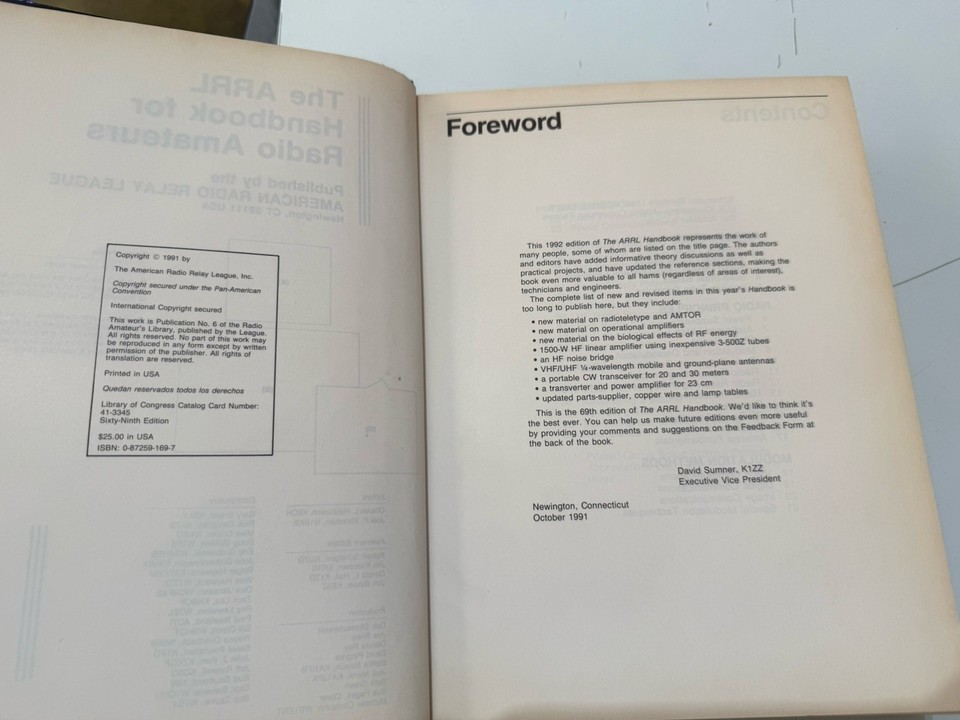 Copyright © 1991 by
The American Radio Relay League, Inc.
Copyright secured under the Pan-American
Convention
International Copyright secured
This work is Publication No. 6 of the Radio
Amateur's Library, published by the League.
All rights reserved. No part of this work may
be reproduced in any form except by written
permission of the publisher. All rights of
translation are reserved.
Printed in USA
Quedan reservados todos los derechos
Library of Congress Catalog Card Number:
41-3345
Sixty-Ninth Edition
$25.00 in USA
ISBN: 0-87259-169-7
Foreword
This 1992 edition of The ARRL Handbook represents the work of
many people, some of whom are listed on the title page. The authors
and editors have added informative theory discussions as well as
practical projects, and have updated the reference sections, making the
book even more valuable to all hams (regardless of areas of interest),
technicians and engineers.
The complete list of new and revised items in this year's Handbook is
too long to publish here, but they include:
• new material on radioteletype and AMTOR
• new material on operational amplifiers
• new material on the biological effects of RF energy
• 1500-W HF linear amplifier using inexpensive 3-500Z tubes
• an HF noise bridge
• VHF/UHF ¼-wavelength mobile and ground-plane antennas
• a portable CW transceiver for 20 and 30 meters
• a transverter and power amplifier for 23 cm
• updated parts-supplier, copper wire and lamp tables
This is the 69th edition of The ARRL Handbook. We'd like to think it's
the best ever. You can help us make future editions even more useful
by providing your comments and suggestions on the Feedback Form at
the back of the book.
David Sumner, K1ZZ
Executive Vice President
Newington, Connecticut
October 1991